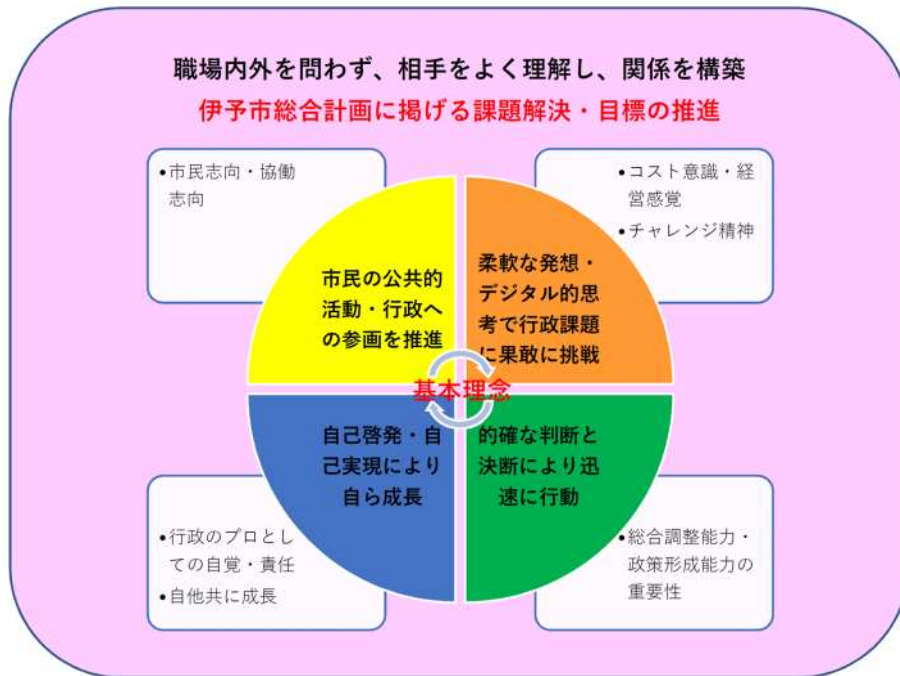 職場内外を問わず、相手をよく理解し、関係を構築
伊予市総合計画に掲げる課題解決・目標の推進
•市民志向・協働
志向
•コスト意識・経
営感覚
•チャレンジ精神
市民の公共的
活動・行政へ
の参画を推進
柔軟な発想・
デジタル的思
考で行政課題
に果敢に挑戦
基本理念
自己啓発・自
己実現により
自ら成長
的確な判断と
決断により迅
速に行動
•行政のプロとし
ての自覚・責任
•自他共に成長
•総合調整能力・
政策形成能力の
重要性